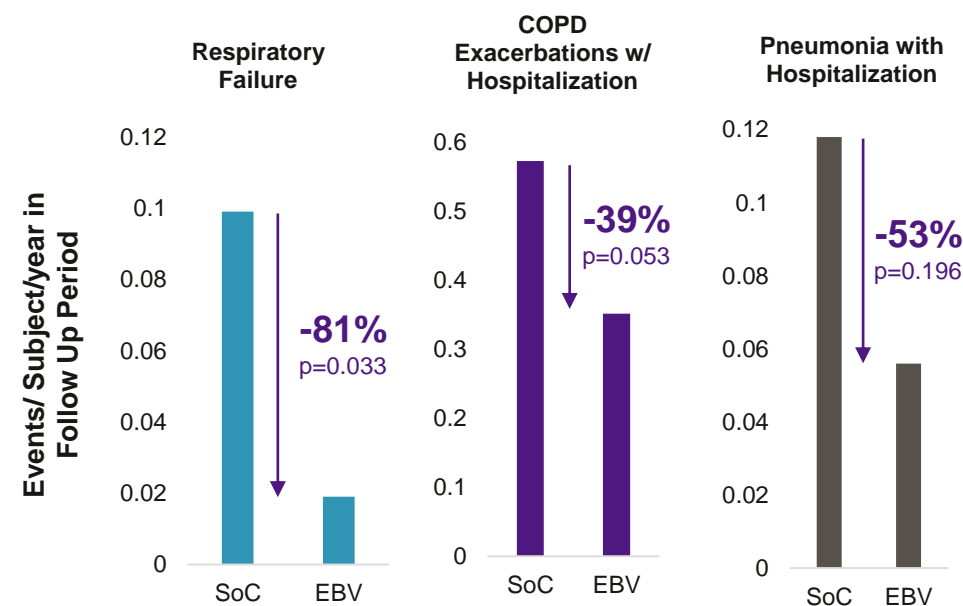 Events/ Subject/year in
Follow Up Period
Respiratory
Failure
0.12
0.1
0.08
0.06
0.04
0.02
0
-81%
p=0.033
SoC
EBV
COPD
Exacerbations w/
Hospitalization
0.6
0.5
0.4
0.3
0.2
0.1
0
-39%
p=0.053
SoC
EBV
Pneumonia with
Hospitalization
0.12
0.1
0.08
0.06
0.04
0.02
0
-53%
p=0.196
SoC
EBV